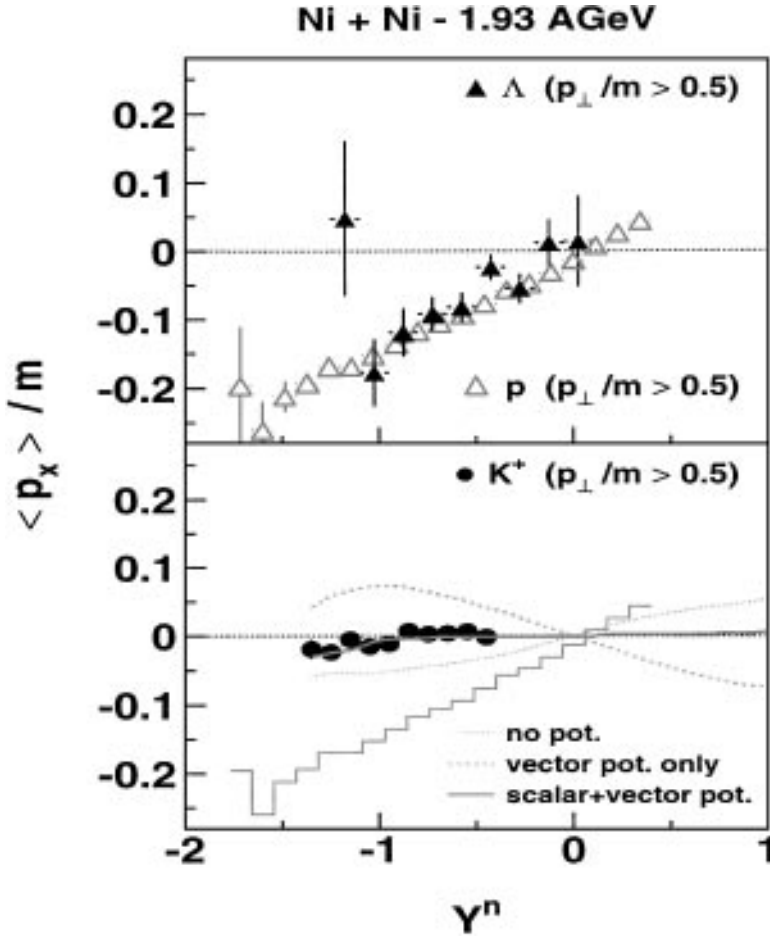 Ni + Ni - 1.93 AGeV
▲ Λ (p⊥/m > 0.5)
0.2
0.1
0
-0.1
-0.2
△ p (p⊥/m > 0.5)
● K⁺ (p⊥/m > 0.5)
0.2
0.1
0
-0.1
-0.2
no pot.
vector pot. only
scalar+vector pot.
-2
-1
0
1
Yⁿ
< pₓ > / m